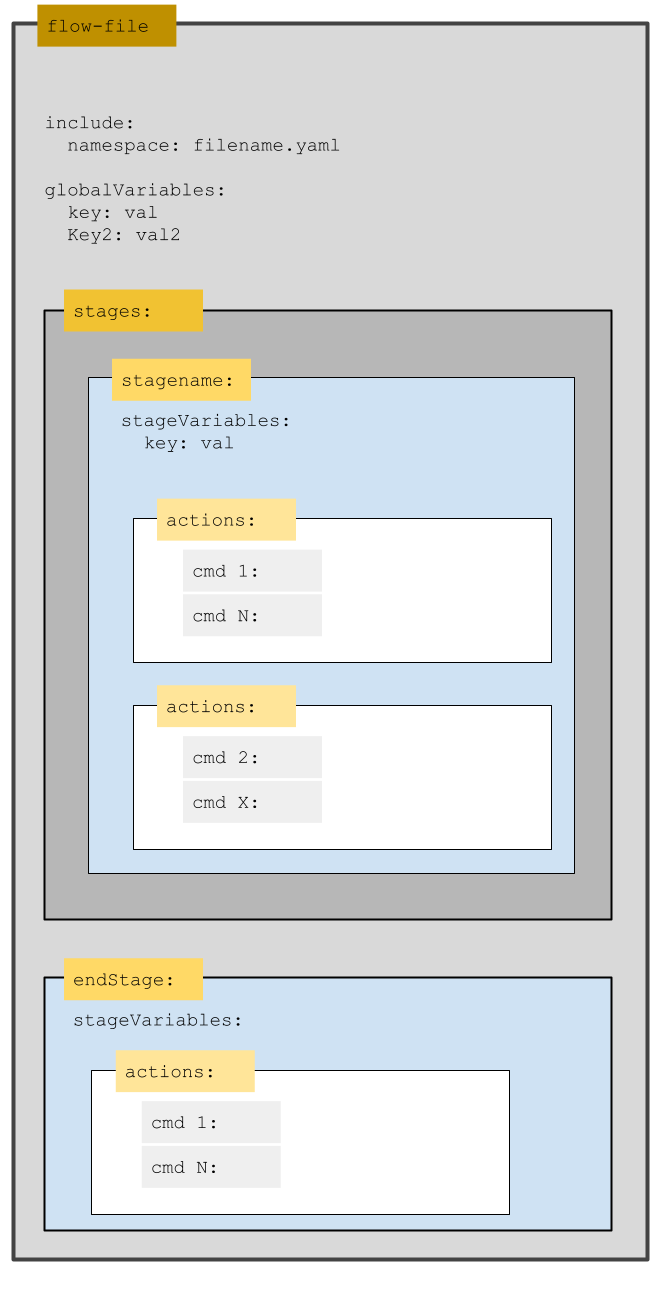 flow-file
include:
namespace: filename.yaml
globalVariables:
key: val
Key2: val2
stages:
stagename:
stageVariables:
key: val
actions:
cmd 1:
cmd N:
actions:
cmd 2:
cmd X:
endStage:
stageVariables:
actions:
cmd 1:
cmd N: